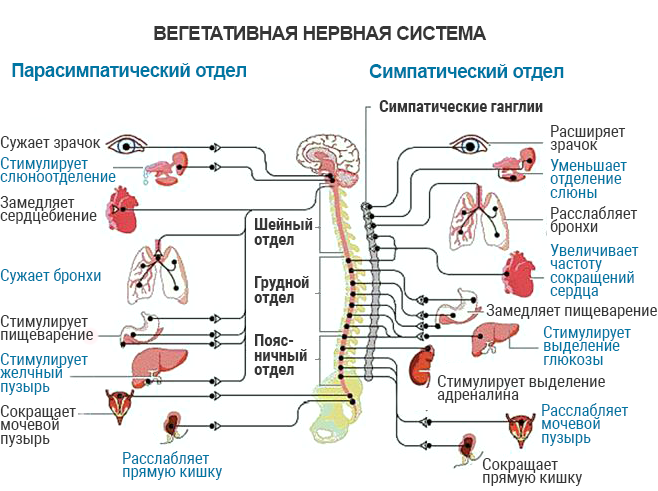 ВЕГЕТАТИВНАЯ НЕРВНАЯ СИСТЕМА
Парасимпатический отдел
Симпатический отдел
Симпатические ганглии
Сужает зрачок
Стимулирует
слюноотделение
Замедляет
сердцебиение
Сужает бронхи
Стимулирует
пищеварение
Стимулирует
желчный
пузырь
Сокращает
мочевой
пузырь
Расслабляет
прямую кишку
Шейный
отдел
Грудной
отдел
Пояс-
ничный
отдел
Расширяет
зрачок
Уменьшает
отделение
слюны
Расслабляет
бронхи
Увеличивает
частоту
сокращений
сердца
Замедляет пищеварение
Стимулирует
выделение
глюкозы
Стимулирует выделение
адреналина
Расслабляет
мочевой
пузырь
Сокращает
прямую кишку